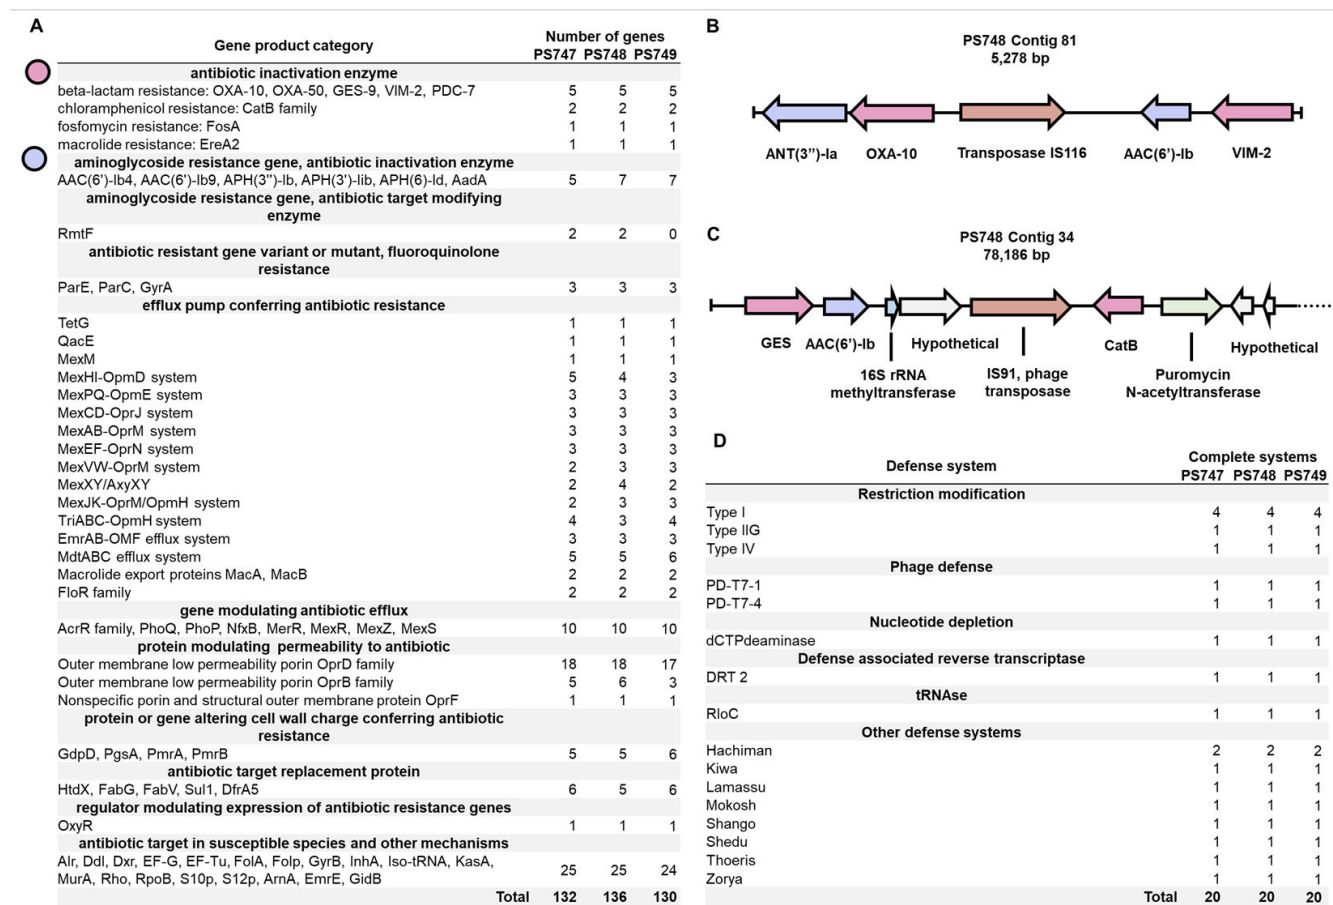 A
Gene product category
Number of genes
PS747 PS748 PS749
antibiotic inactivation enzyme
beta-lactam resistance: OXA-10, OXA-50, GES-9, VIM-2, PDC-7 5 5 5
chloramphenicol resistance: CatB family 2 2 2
fosfomycin resistance: FosA 1 1 1
macrolide resistance: EreA2 1 1 1
aminoglycoside resistance gene, antibiotic inactivation enzyme
AAC(6')-Ib4, AAC(6')-Ib9, APH(3'')-Ib, APH(3')-Iib, APH(6)-Id, AadA 5 7 7
aminoglycoside resistance gene, antibiotic target modifying
enzyme
RmtF 2 2 0
antibiotic resistant gene variant or mutant, fluoroquinolone
resistance
ParE, ParC, GyrA 3 3 3
efflux pump conferring antibiotic resistance
TetG 1 1 1
QacE 1 1 1
MexM 1 1 1
MexHI-OpmD system 5 4 3
MexPQ-OpmE system 3 3 3
MexCD-OprJ system 3 3 3
MexAB-OprM system 3 3 3
MexEF-OprN system 3 3 3
MexVW-OprM system 2 3 3
MexXY/AxyXY 2 4 2
MexJK-OprM/OpmH system 2 3 3
TriABC-OpmH system 4 3 4
EmrAB-OMF efflux system 3 3 3
MdtABC efflux system 5 5 6
Macrolide export proteins MacA, MacB 2 2 2
FloR family 2 2 2
gene modulating antibiotic efflux
AcrR family, PhoQ, PhoP, NfxB, MerR, MexR, MexZ, MexS 10 10 10
protein modulating permeability to antibiotic
Outer membrane low permeability porin OprD family 18 18 17
Outer membrane low permeability porin OprB family 5 6 3
Nonspecific porin and structural outer membrane protein OprF 1 1 1
protein or gene altering cell wall charge conferring antibiotic
resistance
GdpD, PgsA, PmrA, PmrB 5 5 6
antibiotic target replacement protein
HtdX, FabG, FabV, Sul1, DfrA5 6 5 6
regulator modulating expression of antibiotic resistance genes
OxyR 1 1 1
antibiotic target in susceptible species and other mechanisms
Alr, Ddl, Dxr, EF-G, EF-Tu, FolA, Folp, GyrB, InhA, Iso-tRNA, KasA,
MurA, Rho, RpoB, S10p, S12p, ArnA, EmrE, GidB 25 25 24
Total 132 136 130
B
PS748 Contig 81
5,278 bp
ANT(3”)-Ia OXA-10 Transposase IS116 AAC(6’)-Ib VIM-2
C
PS748 Contig 34
78,186 bp
GES AAC(6’)-Ib Hypothetical CatB Hypothetical
16S rRNA
methyltransferase
IS91, phage
transposase
Puromycin
N-acetyltransferase
D
Defense system
Complete systems
PS747 PS748 PS749
Restriction modification
Type I 4 4 4
Type IIG 1 1 1
Type IV 1 1 1
Phage defense
PD-T7-1 1 1 1
PD-T7-4 1 1 1
Nucleotide depletion
dCTPdeaminase 1 1 1
Defense associated reverse transcriptase
DRT 2 1 1 1
tRNAse
RloC 1 1 1
Other defense systems
Hachiman 2 2 2
Kiwa 1 1 1
Lamassu 1 1 1
Mokosh 1 1 1
Shango 1 1 1
Shedu 1 1 1
Thoeris 1 1 1
Zorya 1 1 1
Total 20 20 20